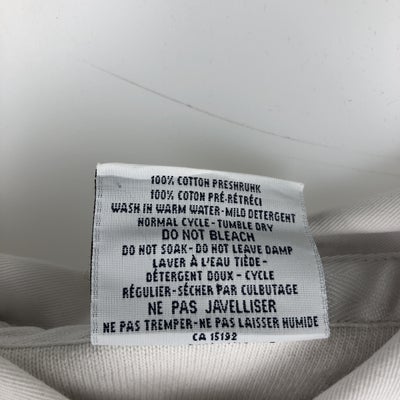 100% COTTON PRESHRUNK
100% COTON PRÉ-RÉTRÉCI
WASH IN WARM WATER - MILD DETERGENT
NORMAL CYCLE - TUMBLE DRY
DO NOT BLEACH
DO NOT SOAK - DO NOT LEAVE DAMP
LAVER À L'EAU TIÈDE -
DÉTERGENT DOUX - CYCLE
RÉGULIER - SÉCHER PAR CULBUTAGE
NE PAS JAVELLISER
NE PAS TREMPER - NE PAS LAISSER HUMIDE
CA 15192